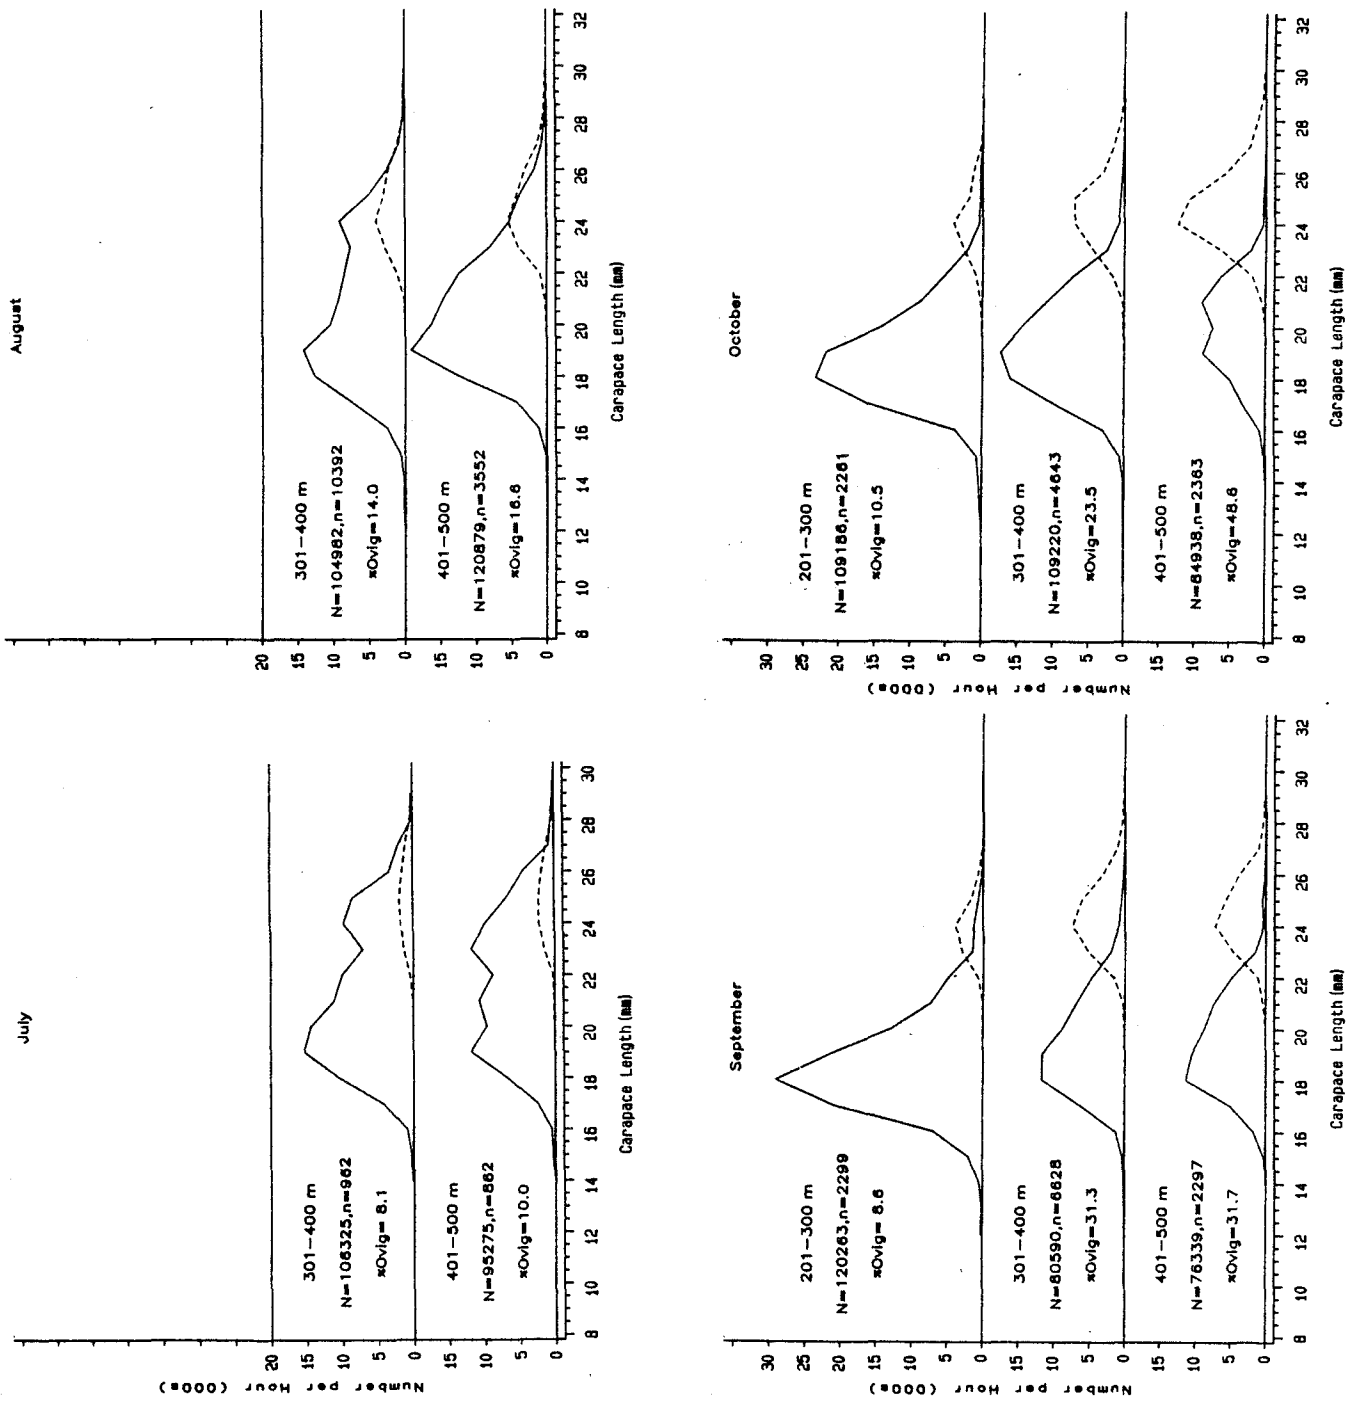 July
301-400 m
N=106325,n=962
%Ovig= 8.1
401-500 m
N=95275,n=862
%Ovig=10.0
Number per Hour (000s)
20
15
10
5
0
15
10
5
0
8 10 12 14 16 18 20 22 24 26 28 30
Carapace Length (mm)
August
301-400 m
N=104982,n=10392
%Ovig=14.0
401-500 m
N=120879,n=3552
%Ovig=16.6
20
15
10
5
0
15
10
5
0
8 10 12 14 16 18 20 22 24 26 28 30 32
Carapace Length (mm)
September
201-300 m
N=120263,n=2299
%Ovig= 8.6
301-400 m
N=80590,n=6628
%Ovig=31.3
401-500 m
N=76339,n=2297
%Ovig=31.7
Number per Hour (000s)
30
25
20
15
10
5
0
15
10
5
0
15
10
5
0
8 10 12 14 16 18 20 22 24 26 28 30 32
Carapace Length (mm)
October
201-300 m
N=109186,n=2261
%Ovig=10.5
301-400 m
N=109220,n=4643
%Ovig=23.5
401-500 m
N=84938,n=2363
%Ovig=48.6
Number per Hour (000s)
30
25
20
15
10
5
0
15
10
5
0
15
10
5
0
8 10 12 14 16 18 20 22 24 26 28 30 32
Carapace Length (mm)